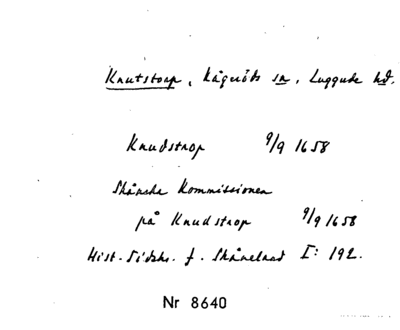 Knutstorp, Kågeröds sn, Luggude hd.
Knudstrop 9/9 1658
Skånska Kommissionen
på Knudstrop 9/9 1658
Hist. Tidskr. f. Skåneland I: 192.
Nr 8640